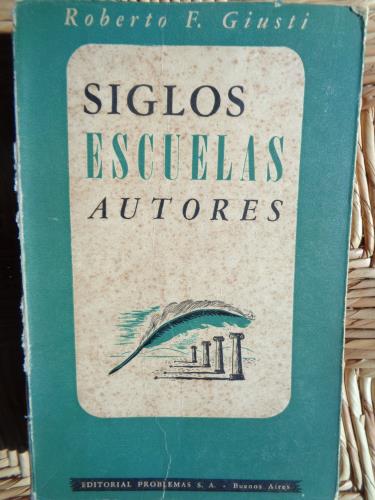 Roberto F. Giusti
SIGLOS
ESCUELAS
AUTORES
EDITORIAL PROBLEMAS S. A. - Buenos Aires